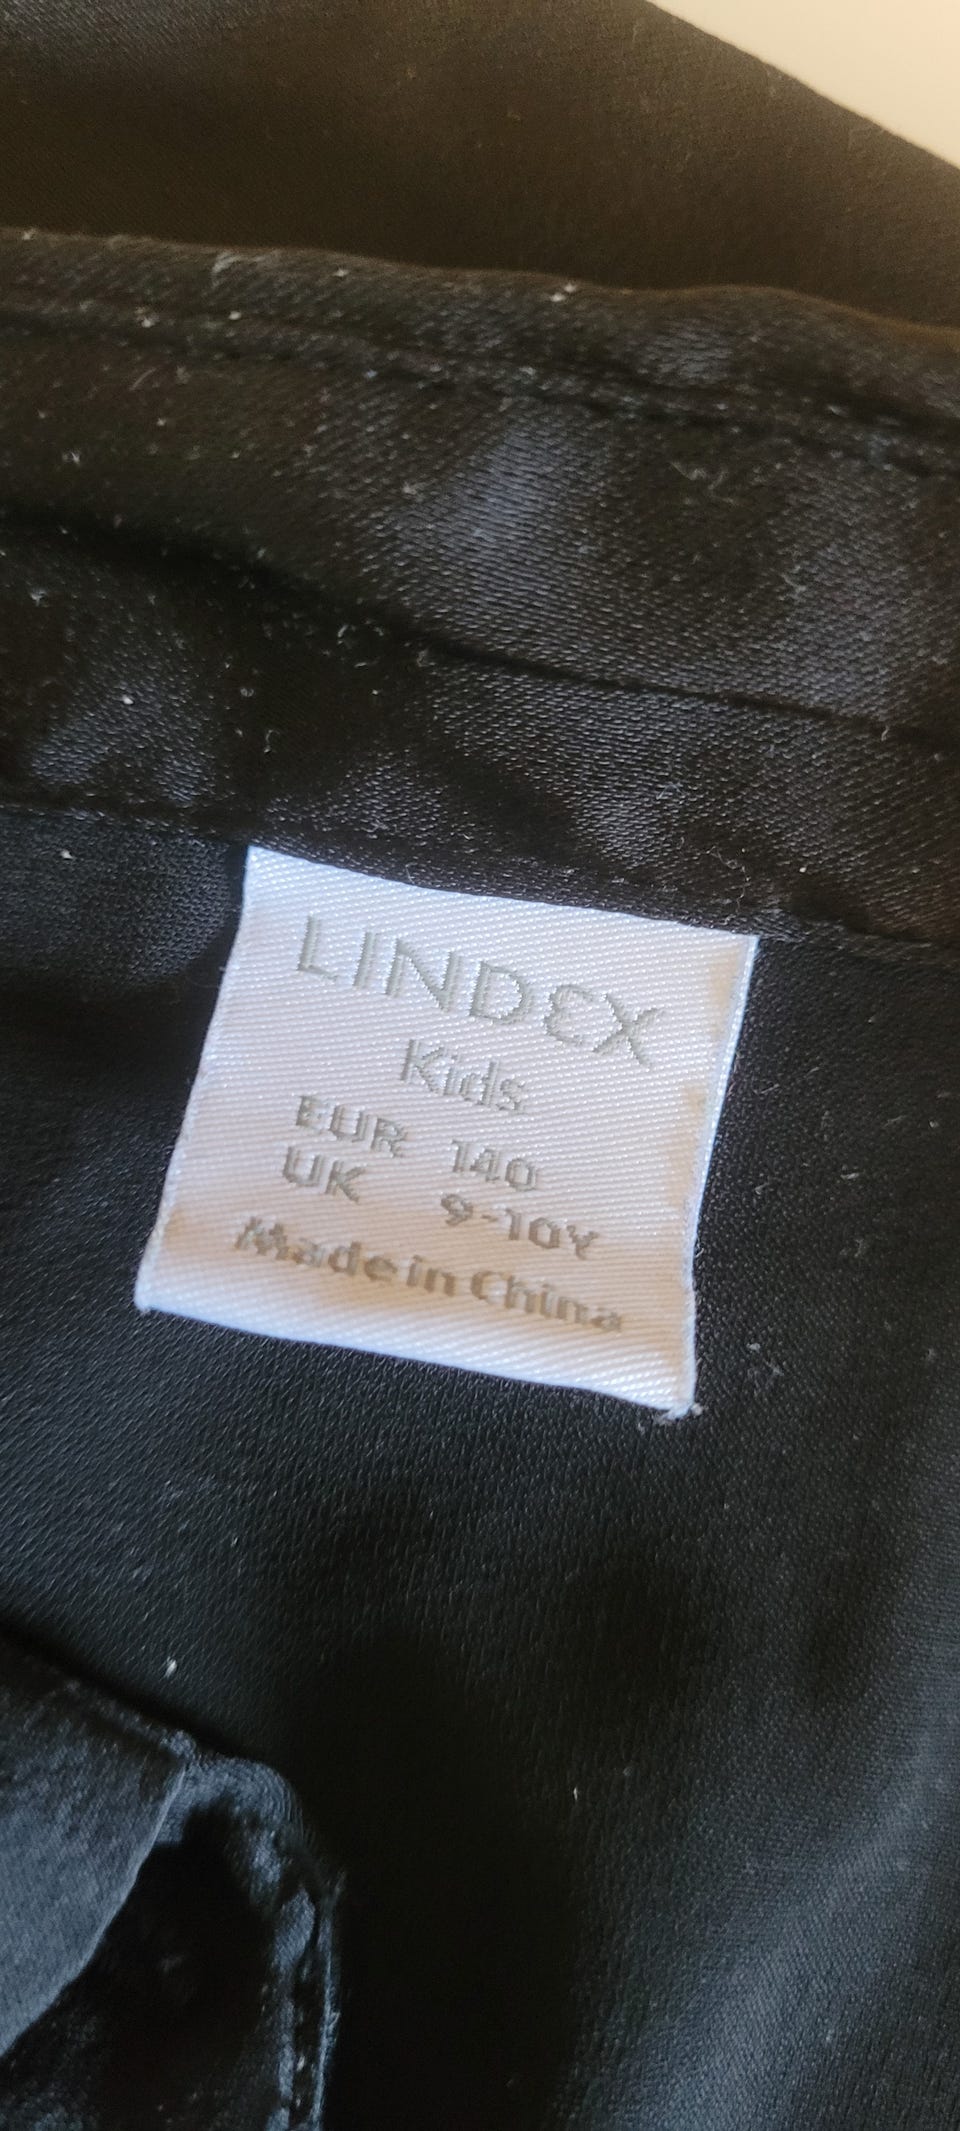 LINDEX
Kids
EUR 140
UK 9-10Y
Made in China